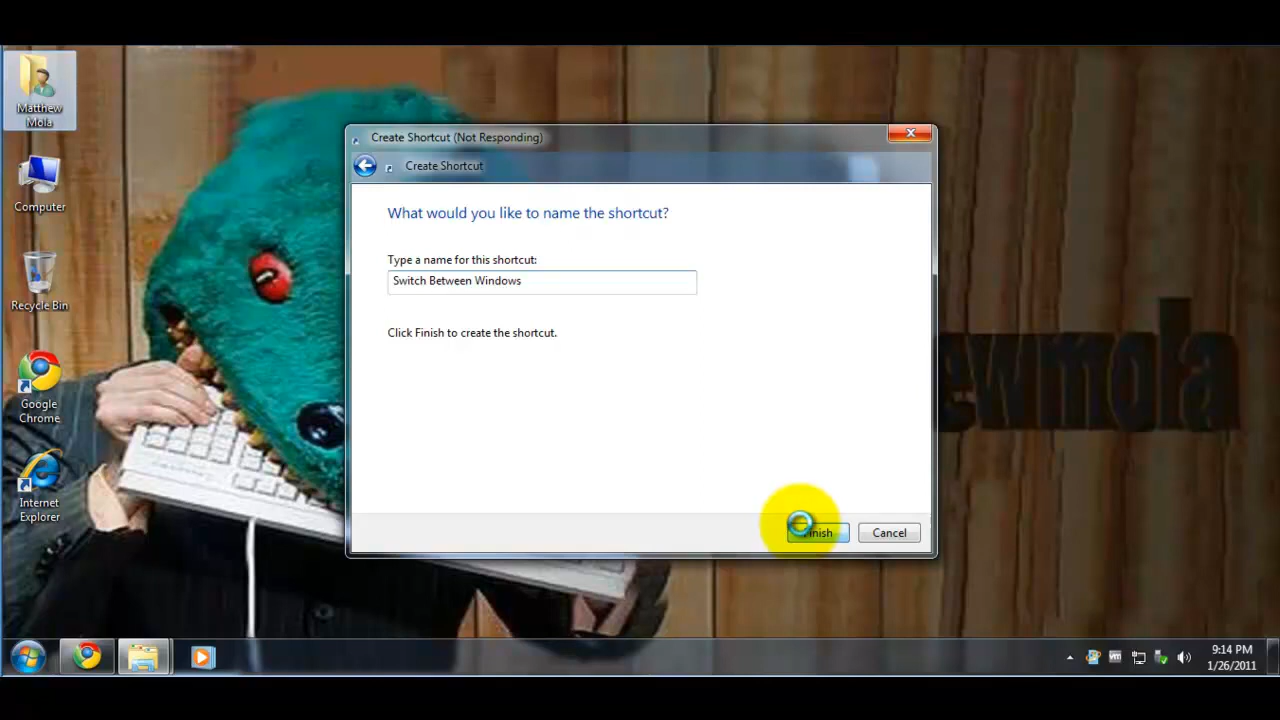 Matthew
Mola
Computer
Recycle Bin
Google
Chrome
Internet
Explorer
Create Shortcut (Not Responding)
Create Shortcut
What would you like to name the shortcut?
Type a name for this shortcut:
Switch Between Windows
Click Finish to create the shortcut.
Finish
Cancel
ewmola
9:14 PM
1/26/2011